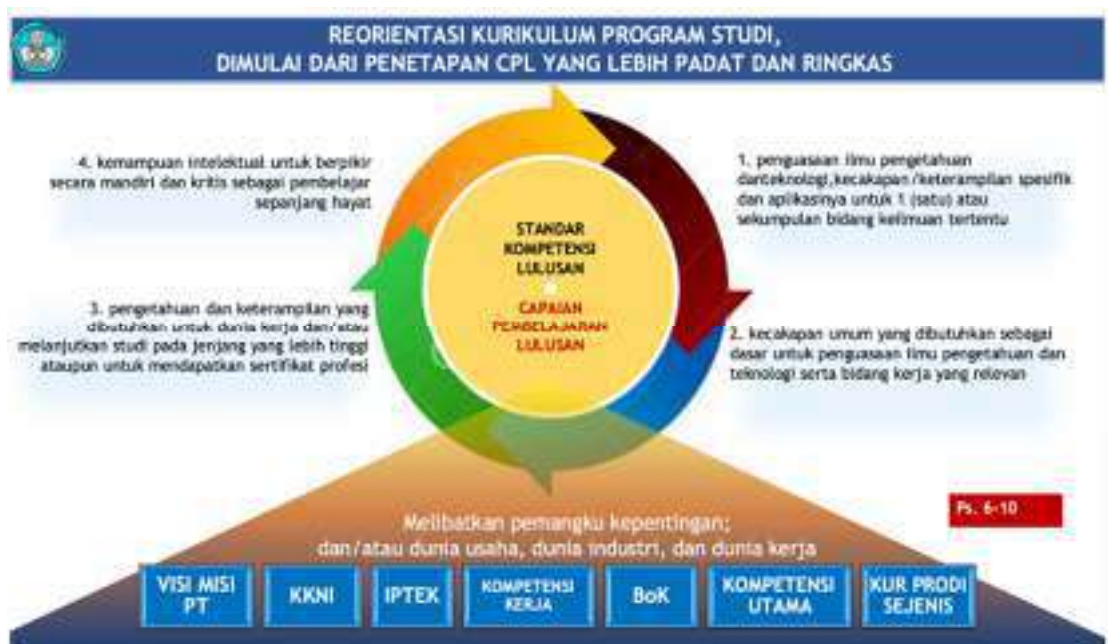 REORIENTASI KURIKULUM PROGRAM STUDI,
DIMULAI DARI PENETAPAN CPL YANG LEBIH PADAT DAN RINGKAS
4. kemampuan intelektual untuk berpikir
secara mandiri dan kritis sebagai pembelajar
sepanjang hayat
1. penguasaan ilmu pengetahuan
danteknologi,kecakapan/keterampilan spesifik
dan aplikasinya untuk 1 (satu) atau
sekumpulan bidang keilmuan tertentu
STANDAR
KOMPETENSI
LULUSAN
CAPAIAN
PEMBELAJARAN
LULUSAN
3. pengetahuan dan keterampilan yang
dibutuhkan untuk dunia kerja dan/atau
melanjutkan studi pada jenjang yang lebih tinggi
ataupun untuk mendapatkan sertifikat profesi
2. kecakapan umum yang dibutuhkan sebagai
dasar untuk penguasaan ilmu pengetahuan dan
teknologi serta bidang kerja yang relevan
Ps. 6-10
Melibatkan pemangku kepentingan;
dan/atau dunia usaha, dunia industri, dan dunia kerja
VISI MISI
PT
KKNI
IPTEK
KOMPETENSI
KERJA
BoK
KOMPETENSI
UTAMA
KUR PRODI
SEJENIS